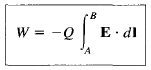 W = −Q ∫_A^B E · dl